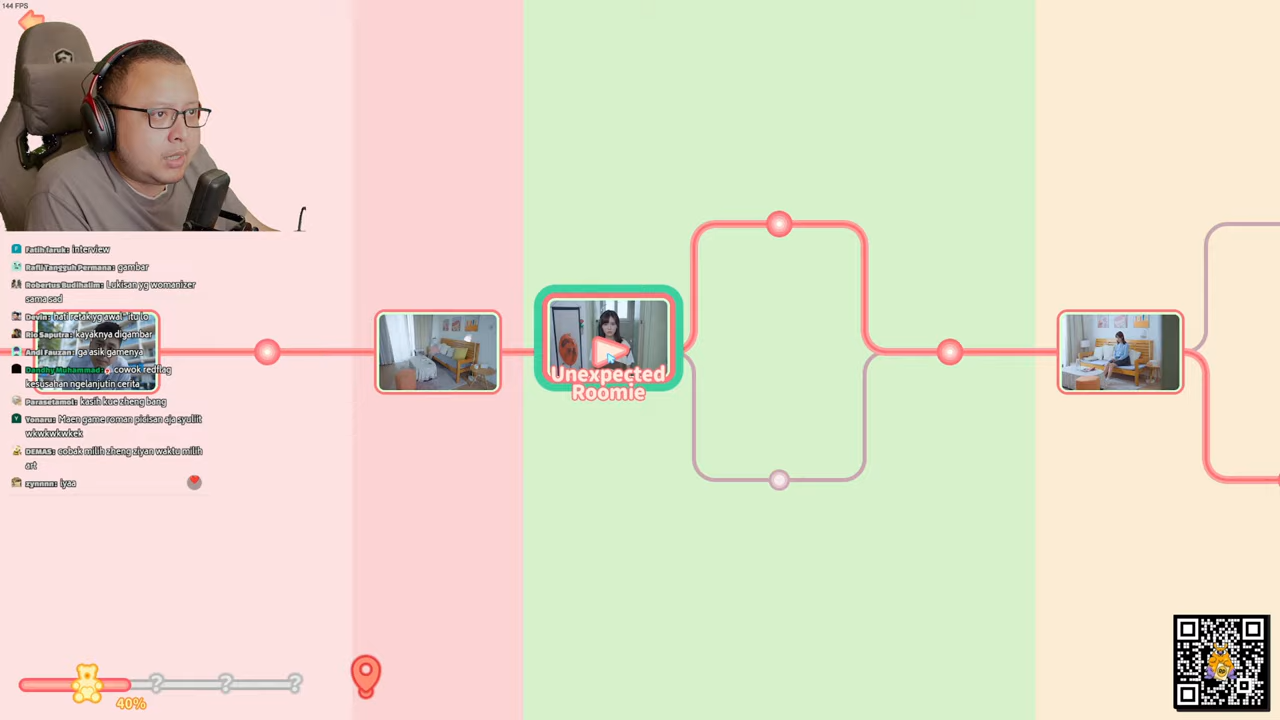 144 FPS
Fatih faruk: interview
Rafli Tangguh Permana: gambar
Robertus Budihalim: Lukisan yg womanizer
sama sad
Devin: hati retak yg awal" itu lo
Rio Saputra: kayaknya digambar
Andi Fauzan: ga asik gamenya
Dandhy Muhammad: cowok redflag
kesusahan ngelanjutin cerita
Parasetamol: kasih kue zheng bang
Yonaru: Maen game roman picisan aja syuliit
wkwkwkwkek
DEMAS: cobak milih zheng ziyan waktu milih
art
zynnnn: iyaa
Unexpected
Roomie
?
?
?
40%